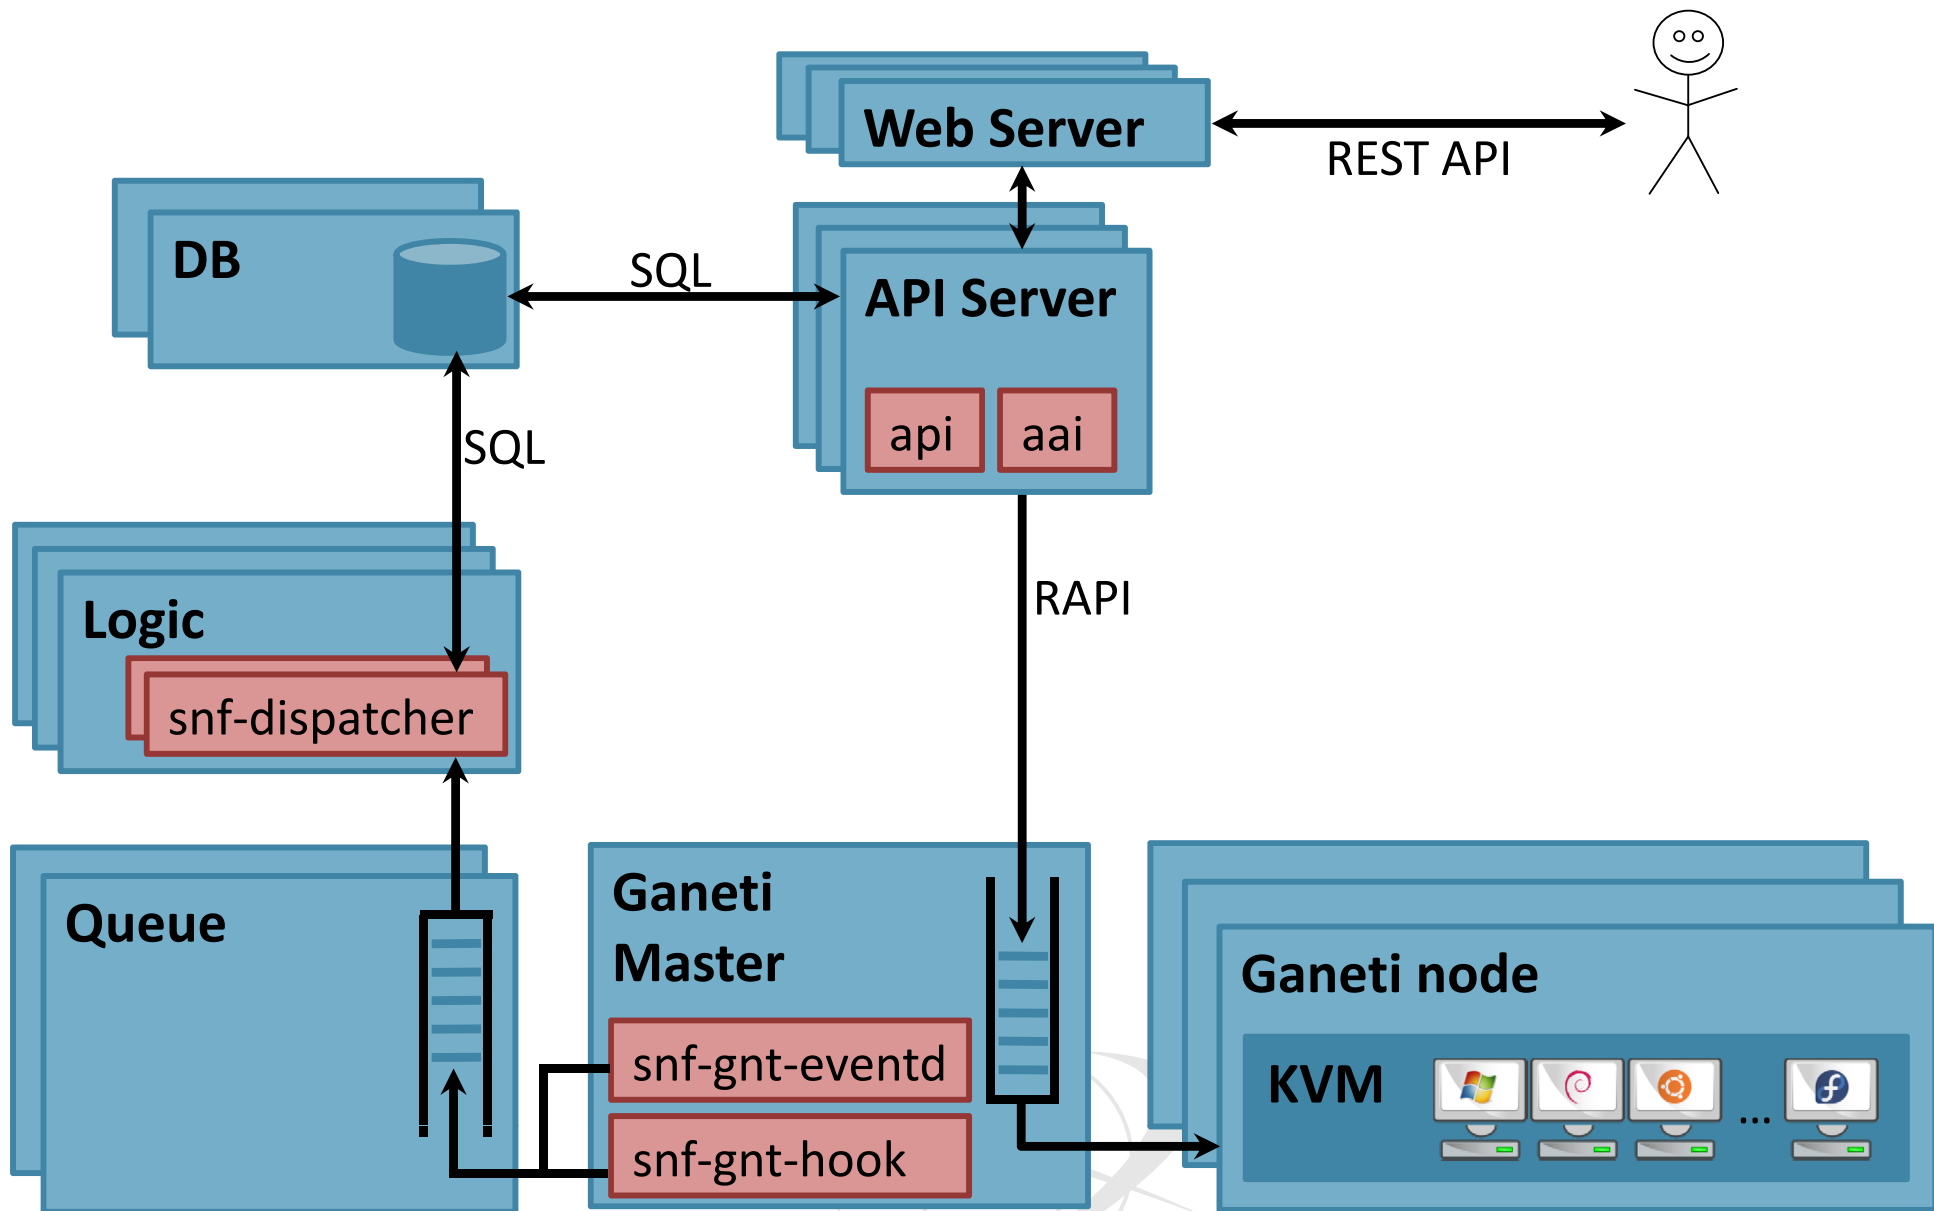 Web Server
REST API
DB
SQL
API Server
api
aai
SQL
Logic
RAPI
snf-dispatcher
Queue
Ganeti
Master
Ganeti node
snf-gnt-eventd
KVM
...
snf-gnt-hook